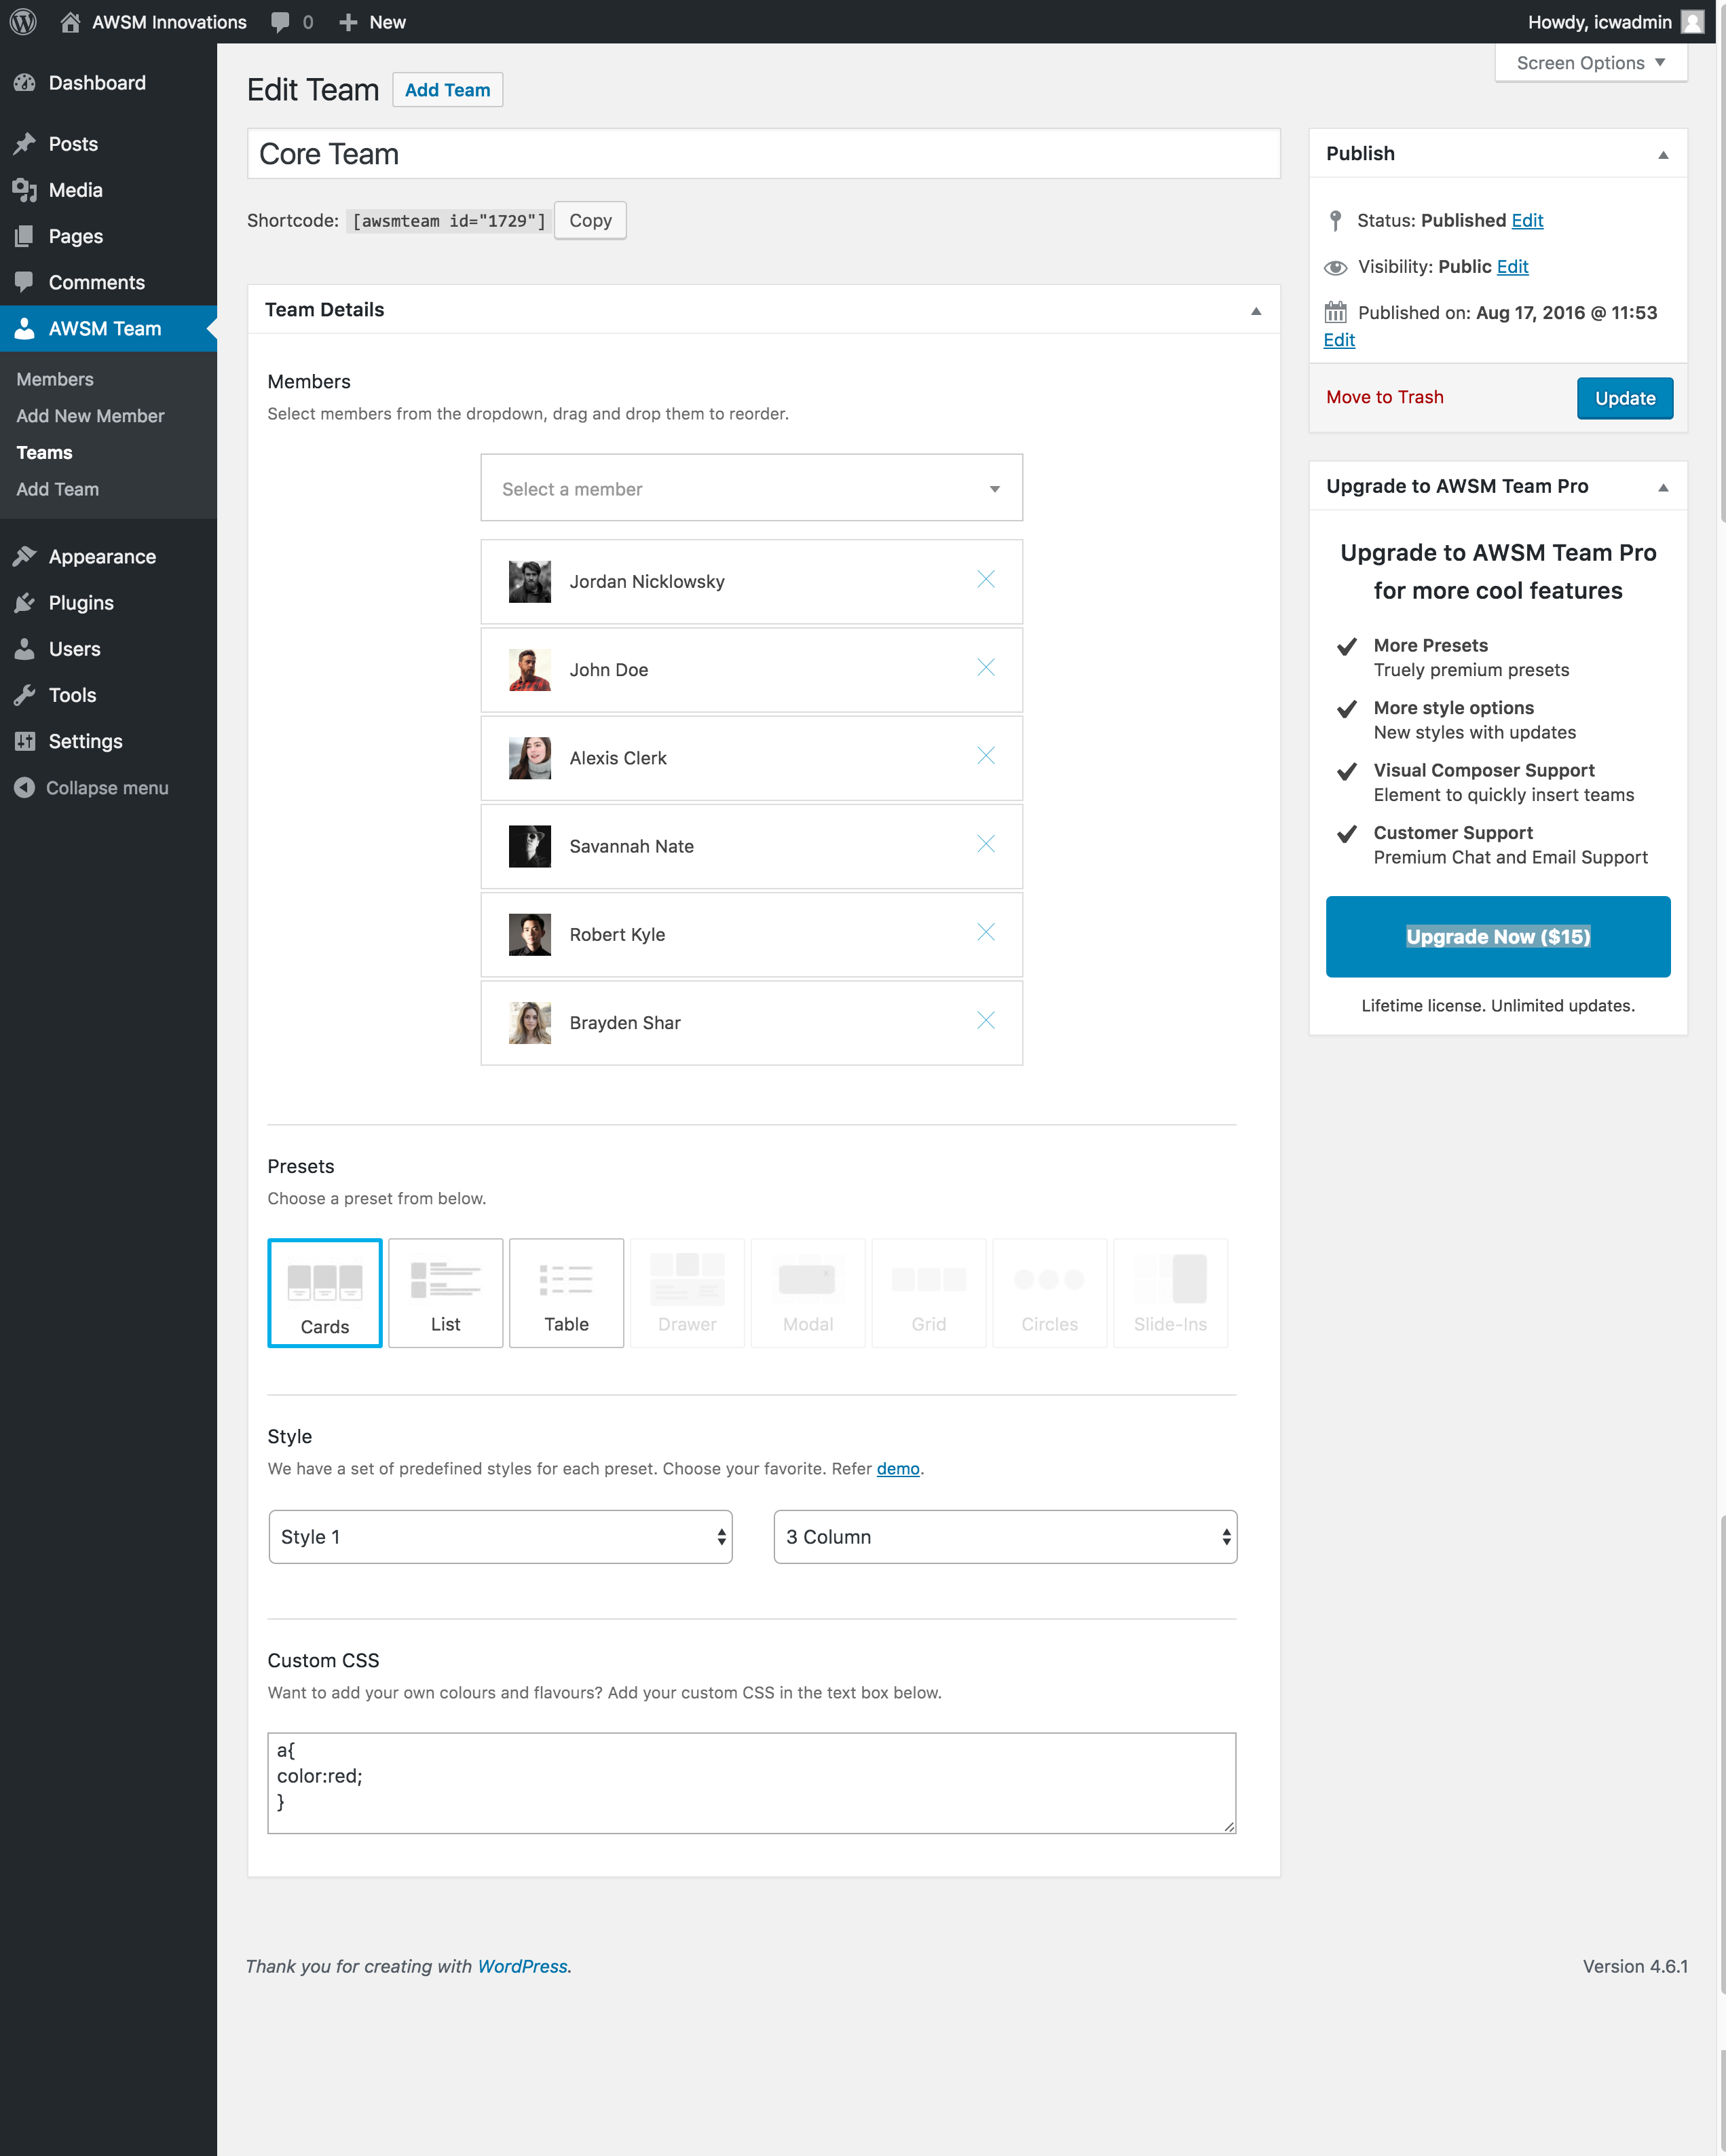 AWSM Innovations 0 New Howdy, icwadmin
Screen Options
Dashboard
Posts
Media
Pages
Comments
AWSM Team
Members
Add New Member
Teams
Add Team
Appearance
Plugins
Users
Tools
Settings
Collapse menu
Edit Team Add Team
Core Team
Shortcode: [awsmteam id="1729"] Copy
Team Details
Members
Select members from the dropdown, drag and drop them to reorder.
Select a member
Jordan Nicklowsky
John Doe
Alexis Clerk
Savannah Nate
Robert Kyle
Brayden Shar
Presets
Choose a preset from below.
Cards List Table Drawer Modal Grid Circles Slide-Ins
Style
We have a set of predefined styles for each preset. Choose your favorite. Refer demo.
Style 1 3 Column
Custom CSS
Want to add your own colours and flavours? Add your custom CSS in the text box below.
a{
color:red;
}
Publish
Status: Published Edit
Visibility: Public Edit
Published on: Aug 17, 2016 @ 11:53
Edit
Move to Trash Update
Upgrade to AWSM Team Pro
Upgrade to AWSM Team Pro
for more cool features
More Presets
Truely premium presets
More style options
New styles with updates
Visual Composer Support
Element to quickly insert teams
Customer Support
Premium Chat and Email Support
Upgrade Now ($15)
Lifetime license. Unlimited updates.
Thank you for creating with WordPress. Version 4.6.1